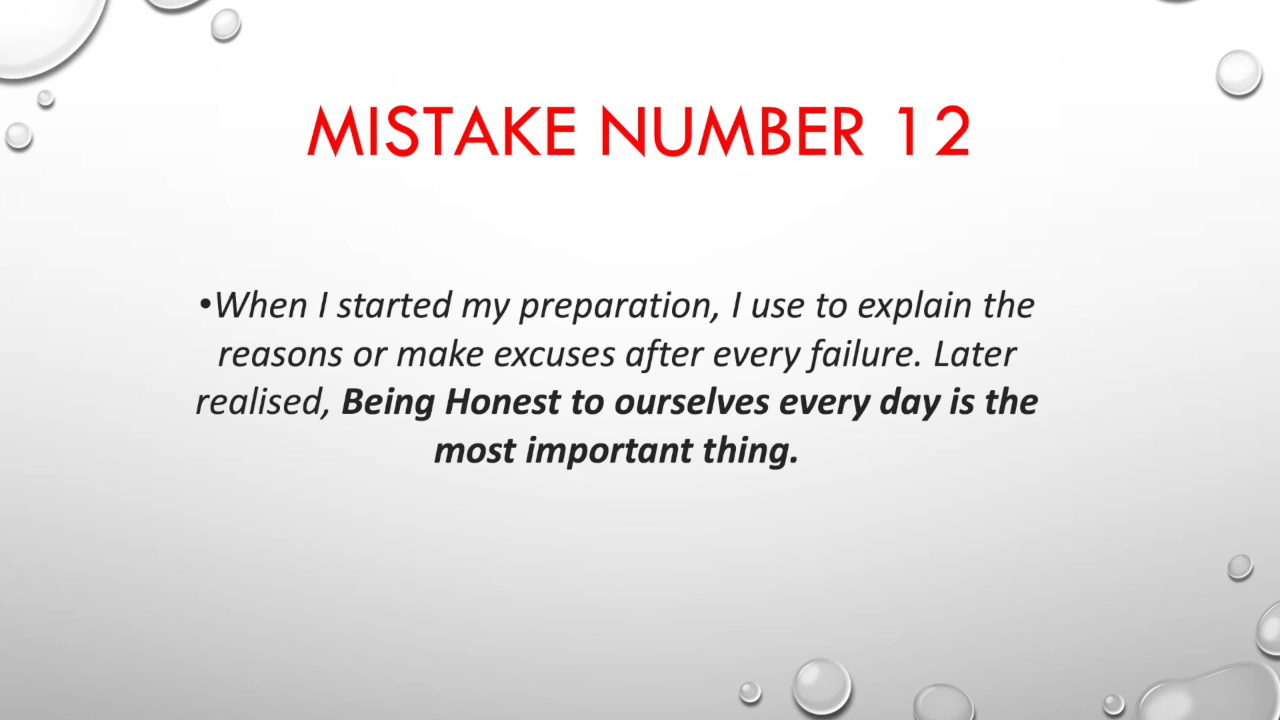 MISTAKE NUMBER 12
•When I started my preparation, I use to explain the
reasons or make excuses after every failure. Later
realised, Being Honest to ourselves every day is the
most important thing.